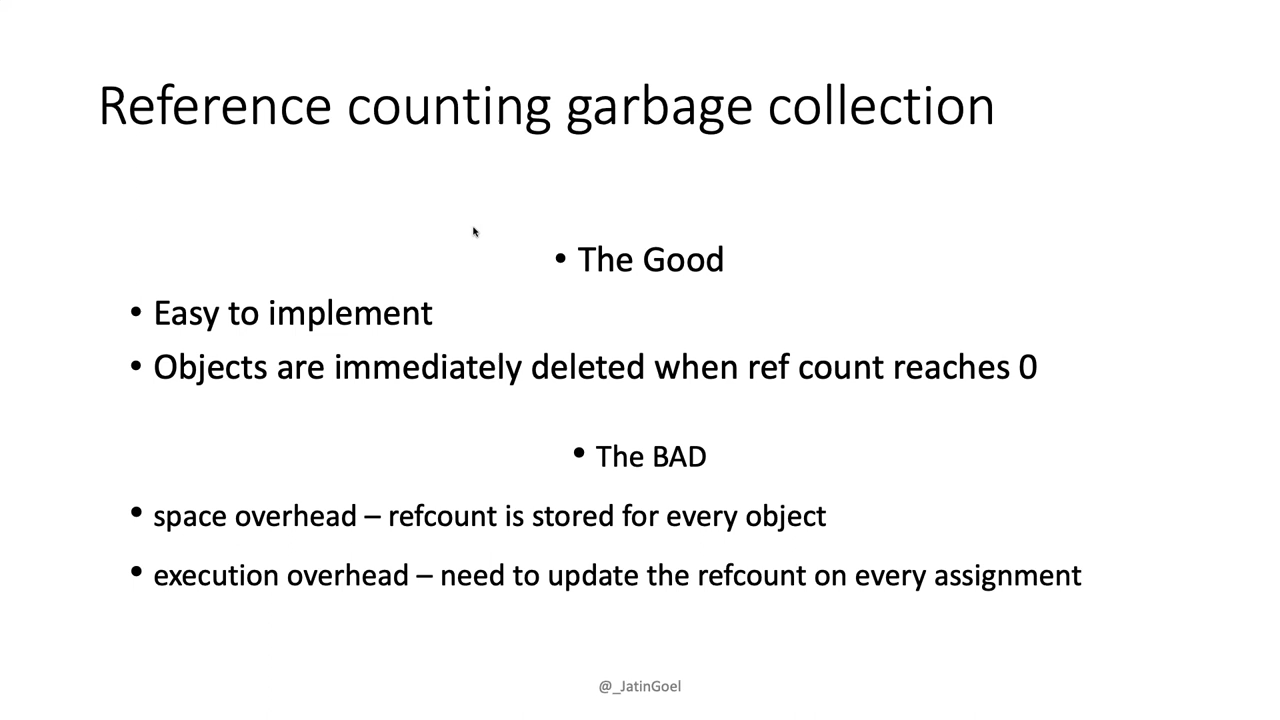 Reference counting garbage collection
• The Good
• Easy to implement
• Objects are immediately deleted when ref count reaches 0
• The BAD
• space overhead – refcount is stored for every object
• execution overhead – need to update the refcount on every assignment
@_JatinGoel